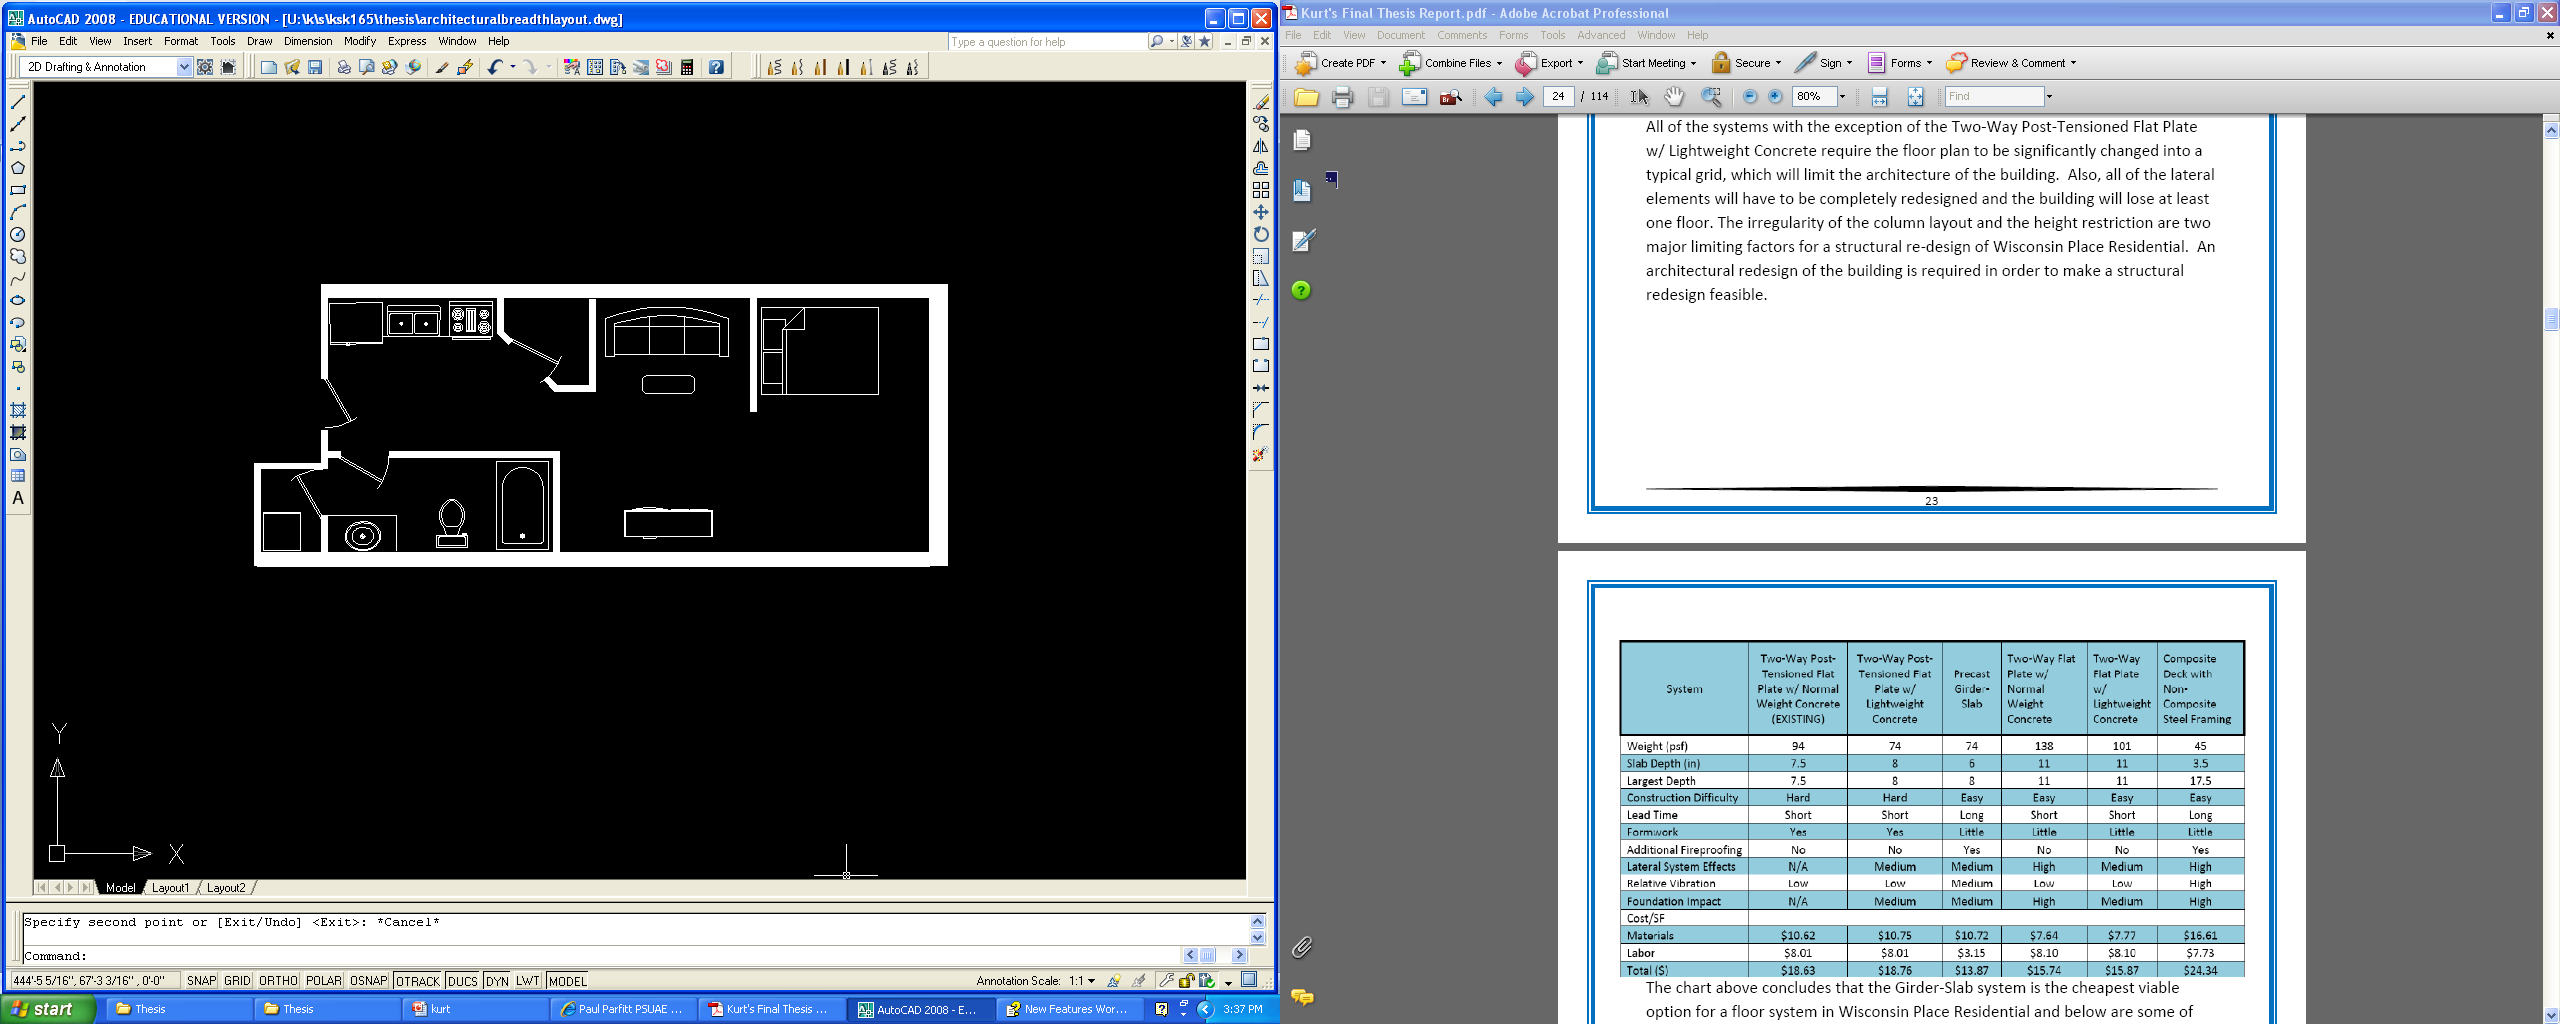 AutoCAD 2008 - EDUCATIONAL VERSION - [U:\k\s\ksk165\thesis\architecturalbreadthlayout.dwg]
File Edit View Insert Format Tools Draw Dimension Modify Express Window Help
Type a question for help
2D Drafting & Annotation
A
Y
X
Model Layout1 Layout2
Specify second point or [Exit/Undo] <Exit>: *Cancel*
Command:
444'-5 5/16", 67'-3 3/16" , 0'-0" SNAP GRID ORTHO POLAR OSNAP OTRACK DUCS DYN LWT MODEL Annotation Scale: 1:1
start Thesis Thesis kurt Paul Parfitt PSUAE ... Kurt's Final Thesis ... AutoCAD 2008 - E... New Features Wor... 3:37 PM
Kurt's Final Thesis Report.pdf - Adobe Acrobat Professional
File Edit View Document Comments Forms Tools Advanced Window Help
Create PDF Combine Files Export Start Meeting Secure Sign Forms Review & Comment
24 / 114 80% Find
All of the systems with the exception of the Two-Way Post-Tensioned Flat Plate
w/ Lightweight Concrete require the floor plan to be significantly changed into a
typical grid, which will limit the architecture of the building. Also, all of the lateral
elements will have to be completely redesigned and the building will lose at least
one floor. The irregularity of the column layout and the height restriction are two
major limiting factors for a structural re-design of Wisconsin Place Residential. An
architectural redesign of the building is required in order to make a structural
redesign feasible.
23
System
Two-Way Post-
Tensioned Flat
Plate w/ Normal
Weight Concrete
(EXISTING)
Two-Way Post-
Tensioned Flat
Plate w/
Lightweight
Concrete
Precast
Girder-
Slab
Two-Way Flat
Plate w/
Normal
Weight
Concrete
Two-Way
Flat Plate
w/
Lightweight
Concrete
Composite
Deck with
Non-
Composite
Steel Framing
Weight (psf) 94 74 74 138 101 45
Slab Depth (in) 7.5 8 6 11 11 3.5
Largest Depth 7.5 8 8 11 11 17.5
Construction Difficulty Hard Hard Easy Easy Easy Easy
Lead Time Short Short Long Short Short Long
Formwork Yes Yes Little Little Little Little
Additional Fireproofing No No Yes No No Yes
Lateral System Effects N/A Medium Medium High Medium High
Relative Vibration Low Low Medium Low Low High
Foundation Impact N/A Medium Medium High Medium High
Cost/SF
Materials $10.62 $10.75 $10.72 $7.64 $7.77 $16.61
Labor $8.01 $8.01 $3.15 $8.10 $8.10 $7.73
Total ($) $18.63 $18.76 $13.87 $15.74 $15.87 $24.34
The chart above concludes that the Girder-Slab system is the cheapest viable
option for a floor system in Wisconsin Place Residential and below are some of